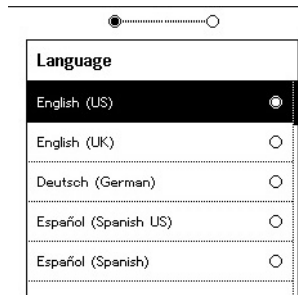 Language
English (US)
English (UK)
Deutsch (German)
Español (Spanish US)
Español (Spanish)